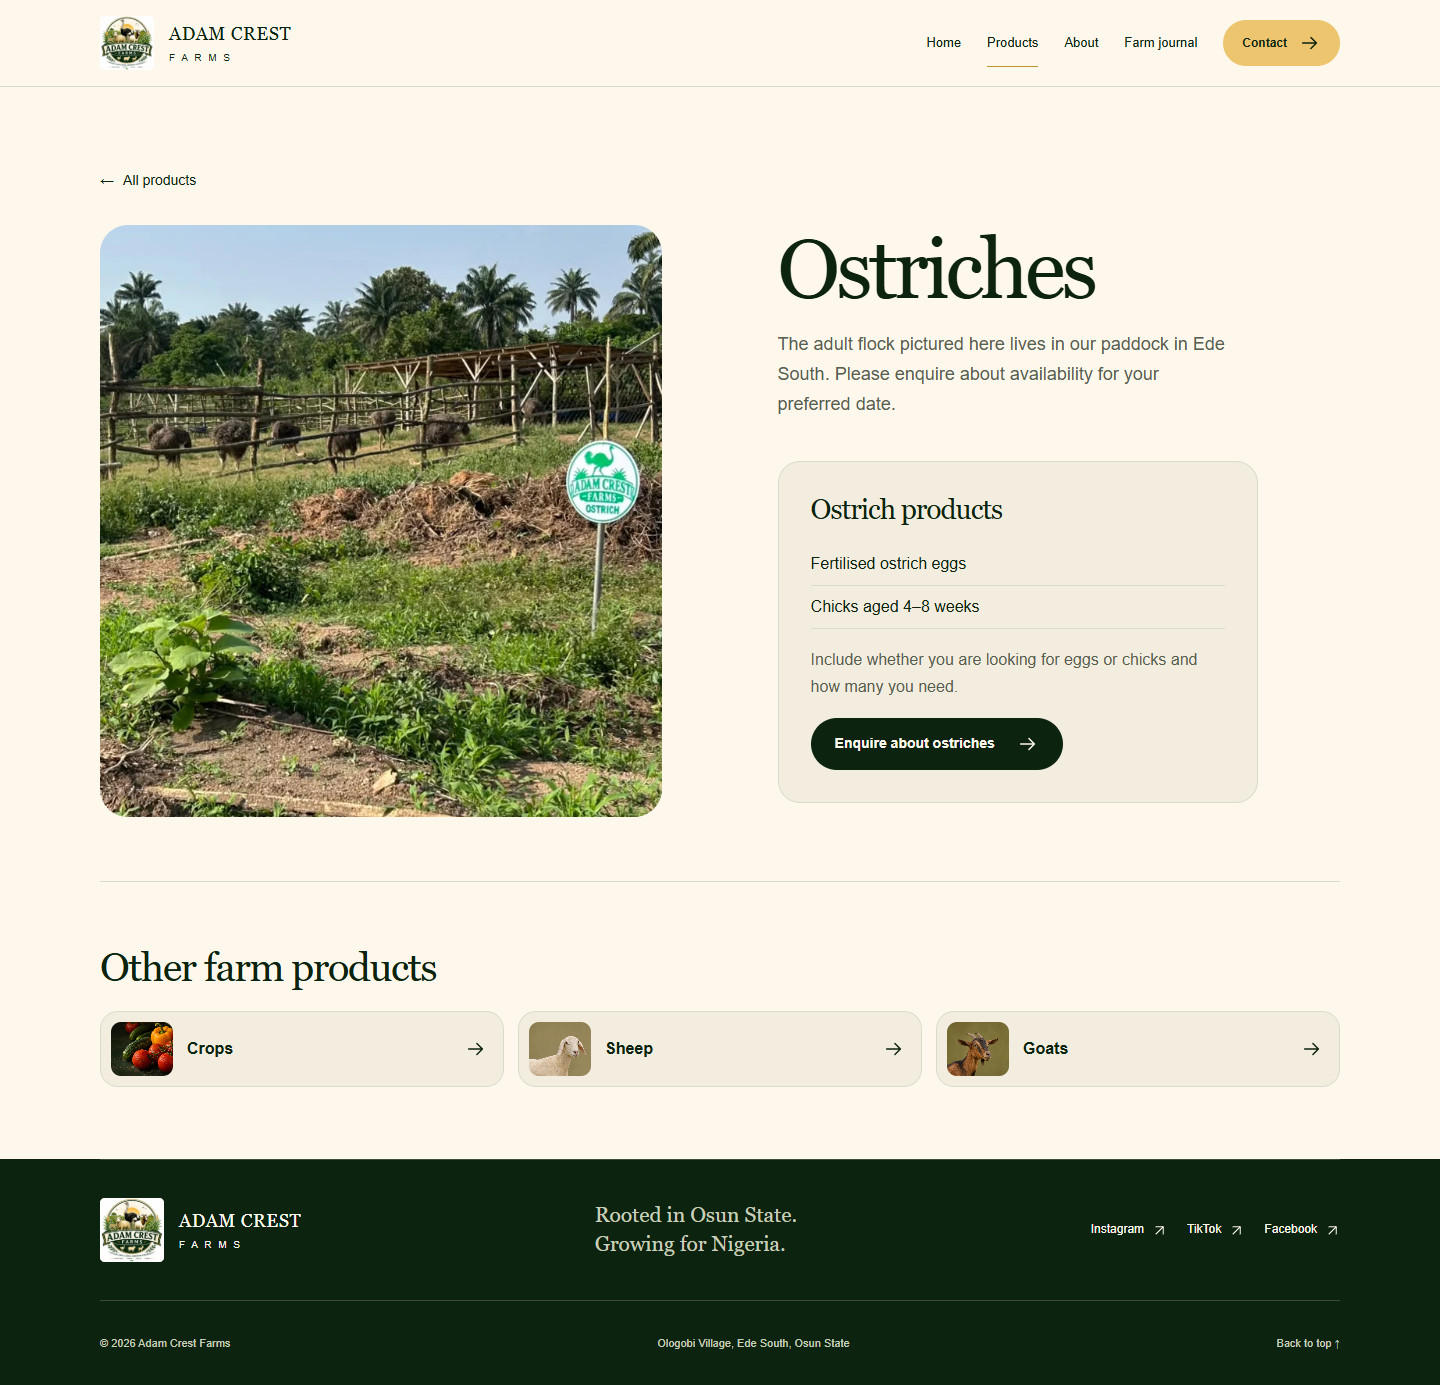 ADAM CREST
FARMS
Home
Products
About
Farm journal
Contact →
← All products
ADAM CREST
FARMS
OSTRICH
Ostriches
The adult flock pictured here lives in our paddock in Ede
South. Please enquire about availability for your
preferred date.
Ostrich products
Fertilised ostrich eggs
Chicks aged 4–8 weeks
Include whether you are looking for eggs or chicks and
how many you need.
Enquire about ostriches →
Other farm products
Crops →
Sheep →
Goats →
ADAM CREST
FARMS
ADAM CREST
FARMS
Rooted in Osun State.
Growing for Nigeria.
Instagram ↗
TikTok ↗
Facebook ↗
© 2026 Adam Crest Farms
Ologobi Village, Ede South, Osun State
Back to top ↑